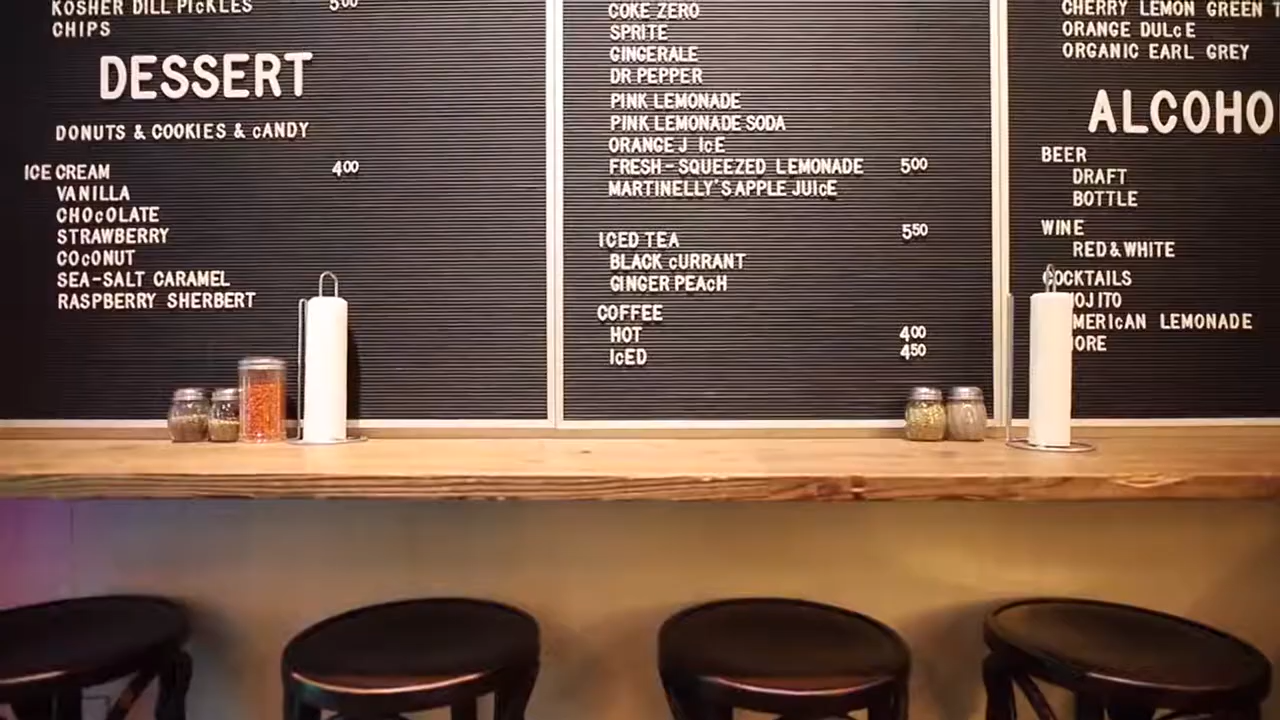 KOSHER DILL PIcKLES 500
CHIPS
DESSERT
DONUTS & COOKIES & cANDY
ICE CREAM 400
VANILLA
CHOcOLATE
STRAWBERRY
COcONUT
SEA-SALT CARAMEL
RASPBERRY SHERBERT
COKE ZERO
SPRITE
GINGERALE
DR PEPPER
PINK LEMONADE
PINK LEMONADE SODA
ORANGE J IcE
FRESH-SQUEEZED LEMONADE 500
MARTINELLY'S APPLE JUIcE
ICED TEA 550
BLACK cURRANT
GINGER PEAcH
COFFEE
HOT 400
IcED 450
CHERRY LEMON GREEN T
ORANGE DULcE
ORGANIC EARL GREY
ALCOHO
BEER
DRAFT
BOTTLE
WINE
RED & WHITE
COCKTAILS
OJITO
MERIcAN LEMONADE
ORE